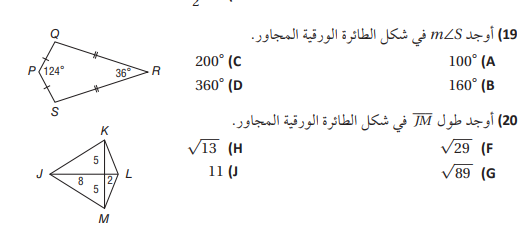 2
19) أوجد m∠S في شكل الطائرة الورقية المجاور.
A) 100°
C) 200°
B) 160°
D) 360°
Q
P 124° 36° R
S
20) أوجد طول JM في شكل الطائرة الورقية المجاور.
F) √29
H) √13
G) √89
J) 11
K
5
J 8 2 L
5
M